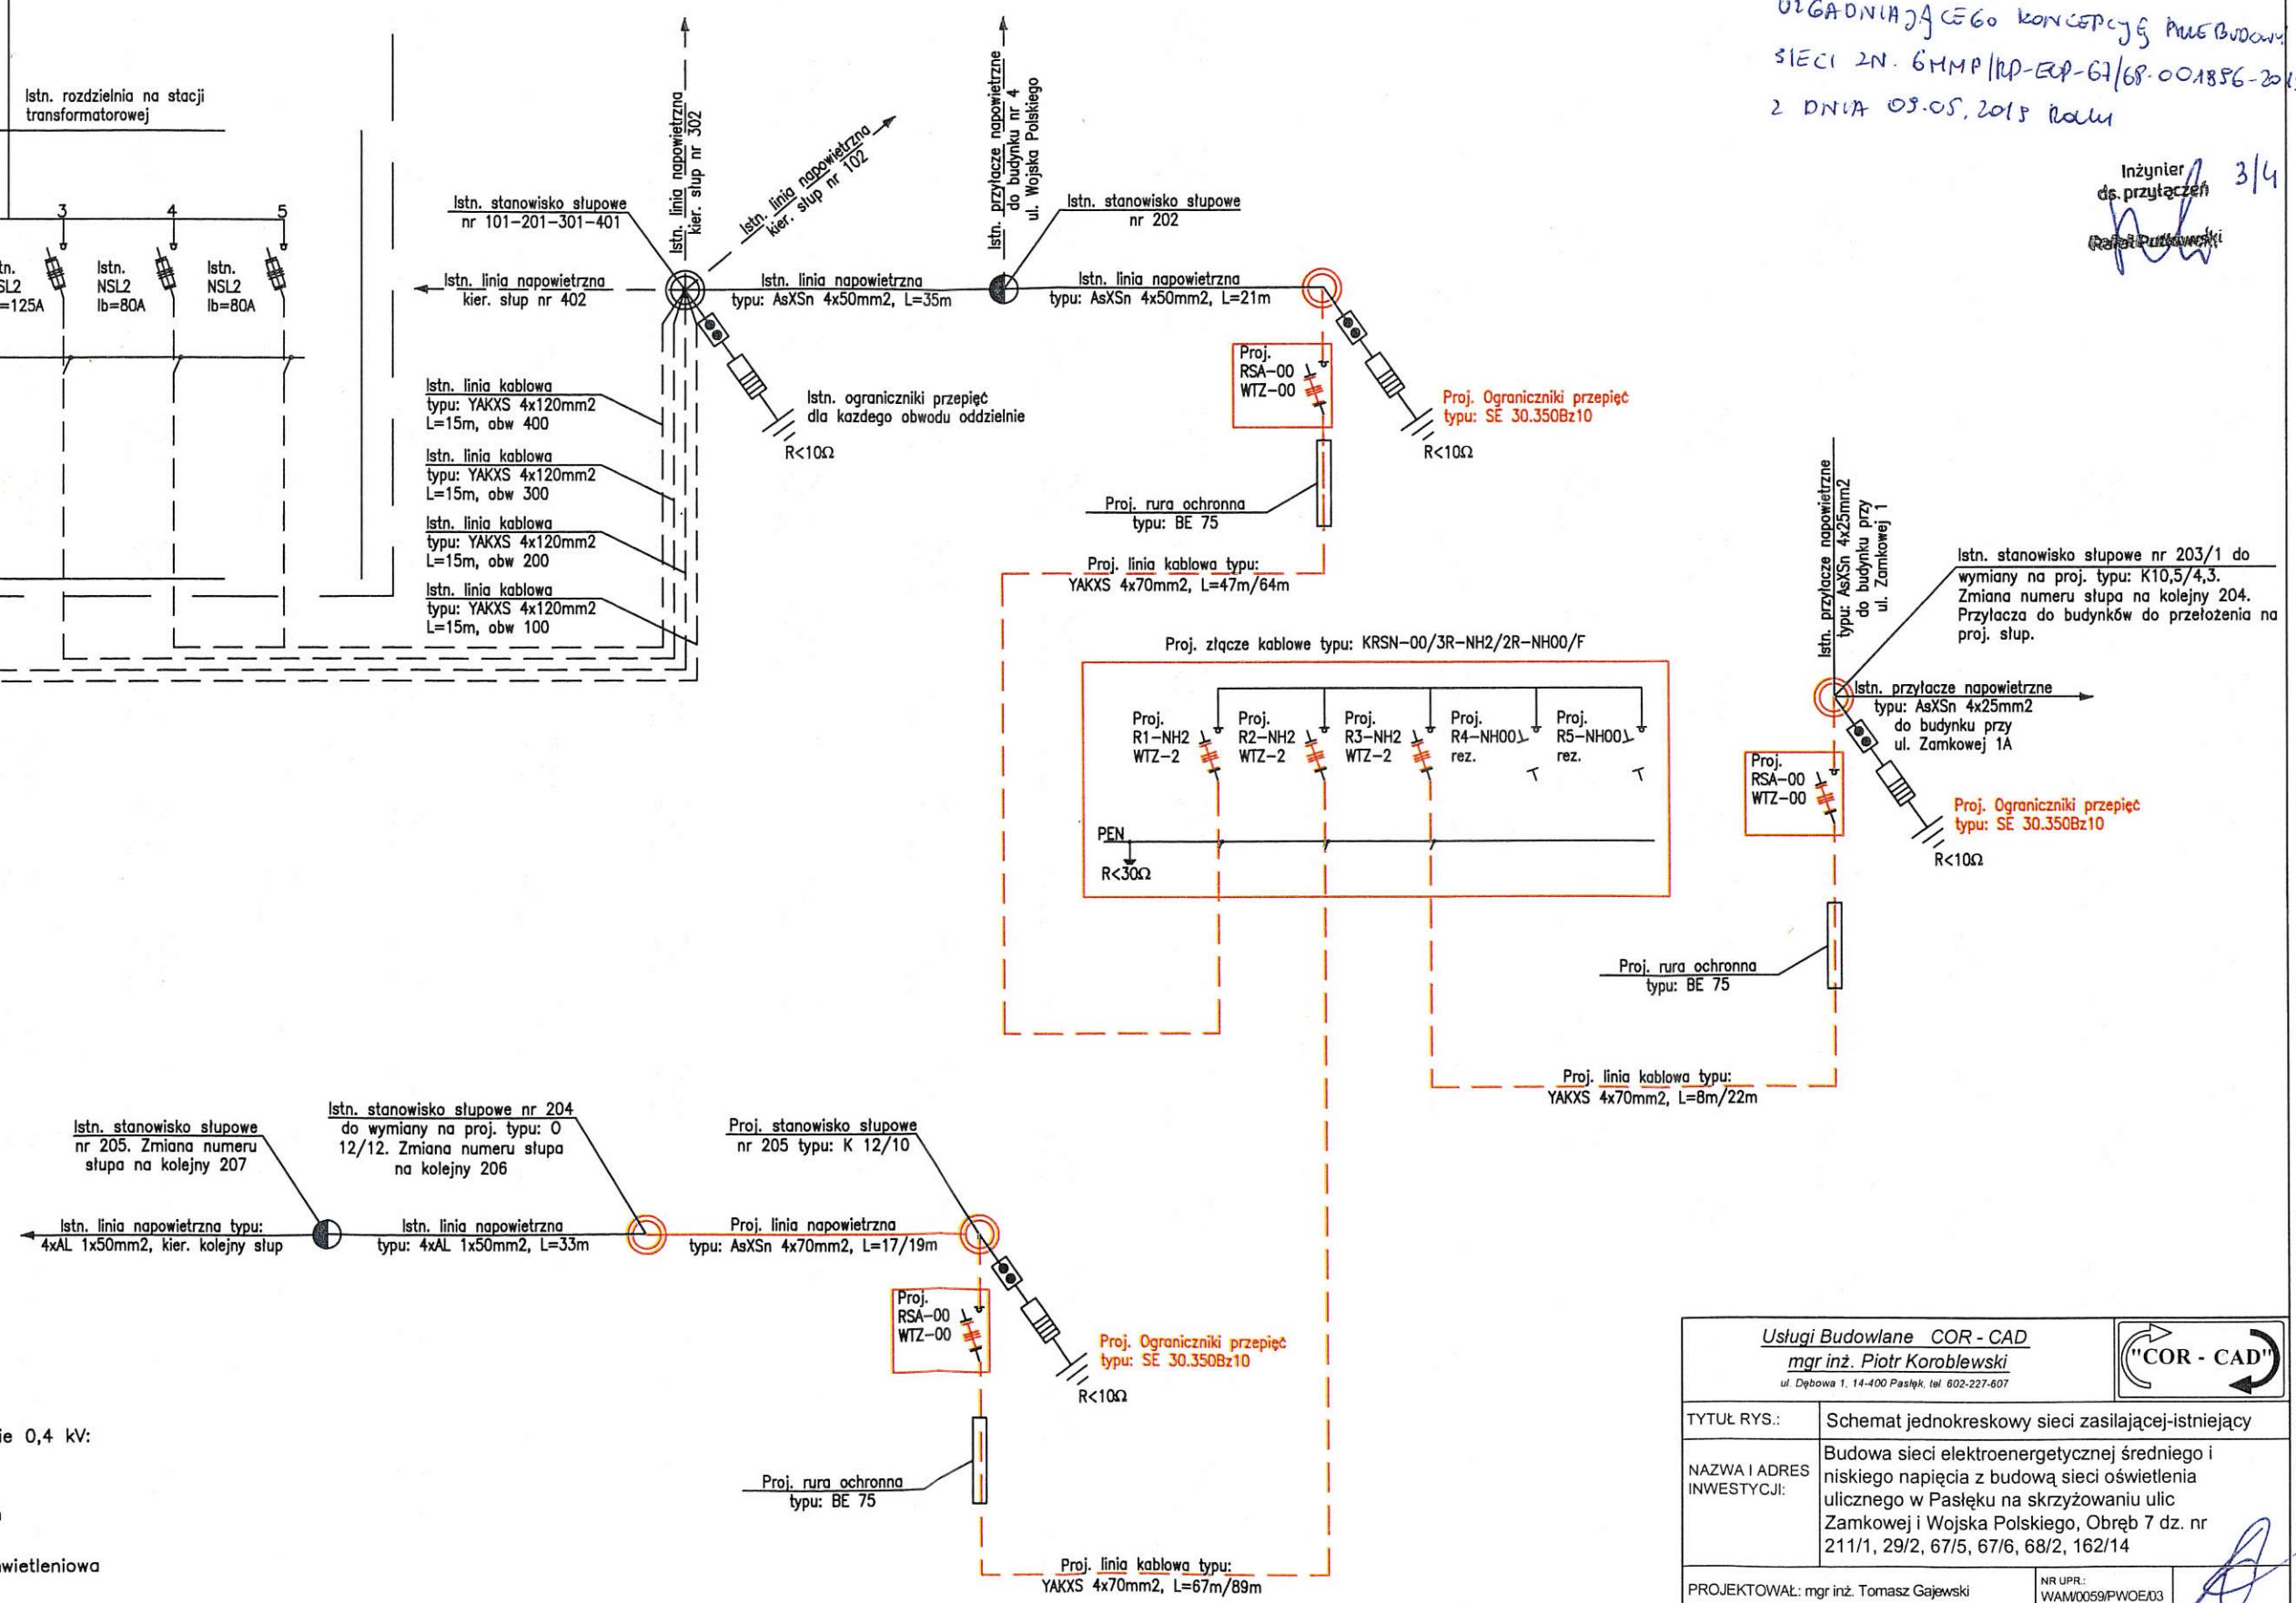 UZGADNIAJĄCEGO KONCEPCJĘ PRZEBUDOWY
SIECI ZN.
Z DNIA 09.05.2019 ROKU
Inżynier
ds. przyłączeń
3/4
Istn. rozdzielnia na stacji
transformatorowej
3
4
5
=125A
Istn.
NSL2
Ib=80A
Istn.
NSL2
Ib=80A
Istn. stanowisko słupowe
nr 101-201-301-401
Istn. linia napowietrzna
kier. słup nr 302
Istn. linia napowietrzna
kier. słup nr 102
Istn. przyłącze napowietrzne
do budynku nr 4
ul. Wojska Polskiego
Istn. stanowisko słupowe
nr 202
Istn. linia napowietrzna
kier. słup nr 402
Istn. linia napowietrzna
typu: AsXSn 4x50mm2, L=35m
Istn. linia napowietrzna
typu: AsXSn 4x50mm2, L=21m
Istn. linia kablowa
typu: YAKXS 4x120mm2
L=15m, obw 400
Istn. linia kablowa
typu: YAKXS 4x120mm2
L=15m, obw 300
Istn. linia kablowa
typu: YAKXS 4x120mm2
L=15m, obw 200
Istn. linia kablowa
typu: YAKXS 4x120mm2
L=15m, obw 100
Istn. ograniczniki przepięć
dla każdego obwodu oddzielnie
R<10Ω
Proj.
RSA-00
WTZ-00
Proj. Ograniczniki przepięć
typu: SE 30.350Bz10
R<10Ω
Proj. rura ochronna
typu: BE 75
Proj. linia kablowa typu:
YAKXS 4x70mm2, L=47m/64m
Proj. złącze kablowe typu: KRSN-00/3R-NH2/2R-NH00/F
Proj.
R1-NH2
WTZ-2
Proj.
R2-NH2
WTZ-2
Proj.
R3-NH2
WTZ-2
Proj.
R4-NH00
rez.
Proj.
R5-NH00
rez.
PEN
R<30Ω
Istn. przyłącze napowietrzne
typu: AsXSn 4x25mm2
do budynku przy
ul. Zamkowej 1
Istn. stanowisko słupowe nr 203/1 do
wymiany na proj. typu: K10,5/4,3.
Zmiana numeru słupa na kolejny 204.
Przyłącza do budynków do przełożenia na
proj. słup.
Istn. przyłacze napowietrzne
typu: AsXSn 4x25mm2
do budynku przy
ul. Zamkowej 1A
Proj.
RSA-00
WTZ-00
Proj. Ograniczniki przepięć
typu: SE 30.350Bz10
R<10Ω
Proj. rura ochronna
typu: BE 75
Proj. linia kablowa typu:
YAKXS 4x70mm2, L=8m/22m
Istn. stanowisko słupowe
nr 205. Zmiana numeru
słupa na kolejny 207
Istn. stanowisko słupowe nr 204
do wymiany na proj. typu: O
12/12. Zmiana numeru słupa
na kolejny 206
Proj. stanowisko słupowe
nr 205 typu: K 12/10
Istn. linia napowietrzna typu:
4xAL 1x50mm2, kier. kolejny słup
Istn. linia napowietrzna
typu: 4xAL 1x50mm2, L=33m
Proj. linia napowietrzna
typu: AsXSn 4x70mm2, L=17/19m
Proj.
RSA-00
WTZ-00
Proj. Ograniczniki przepięć
typu: SE 30.350Bz10
R<10Ω
Proj. rura ochronna
typu: BE 75
Proj. linia kablowa typu:
YAKXS 4x70mm2, L=67m/89m
ie 0,4 kV:
wietleniowa
Usługi Budowlane COR - CAD
mgr inż. Piotr Koroblewski
ul. Dębowa 1, 14-400 Pasłęk, tel. 602-227-607
"COR - CAD"
TYTUŁ RYS.:
Schemat jednokreskowy sieci zasilającej-istniejący
NAZWA I ADRES
INWESTYCJI:
Budowa sieci elektroenergetycznej średniego i
niskiego napięcia z budową sieci oświetlenia
ulicznego w Pasłęku na skrzyżowaniu ulic
Zamkowej i Wojska Polskiego, Obręb 7 dz. nr
211/1, 29/2, 67/5, 67/6, 68/2, 162/14
PROJEKTOWAŁ: mgr inż. Tomasz Gajewski
NR UPR.:
WAM/0059/PWOE/03